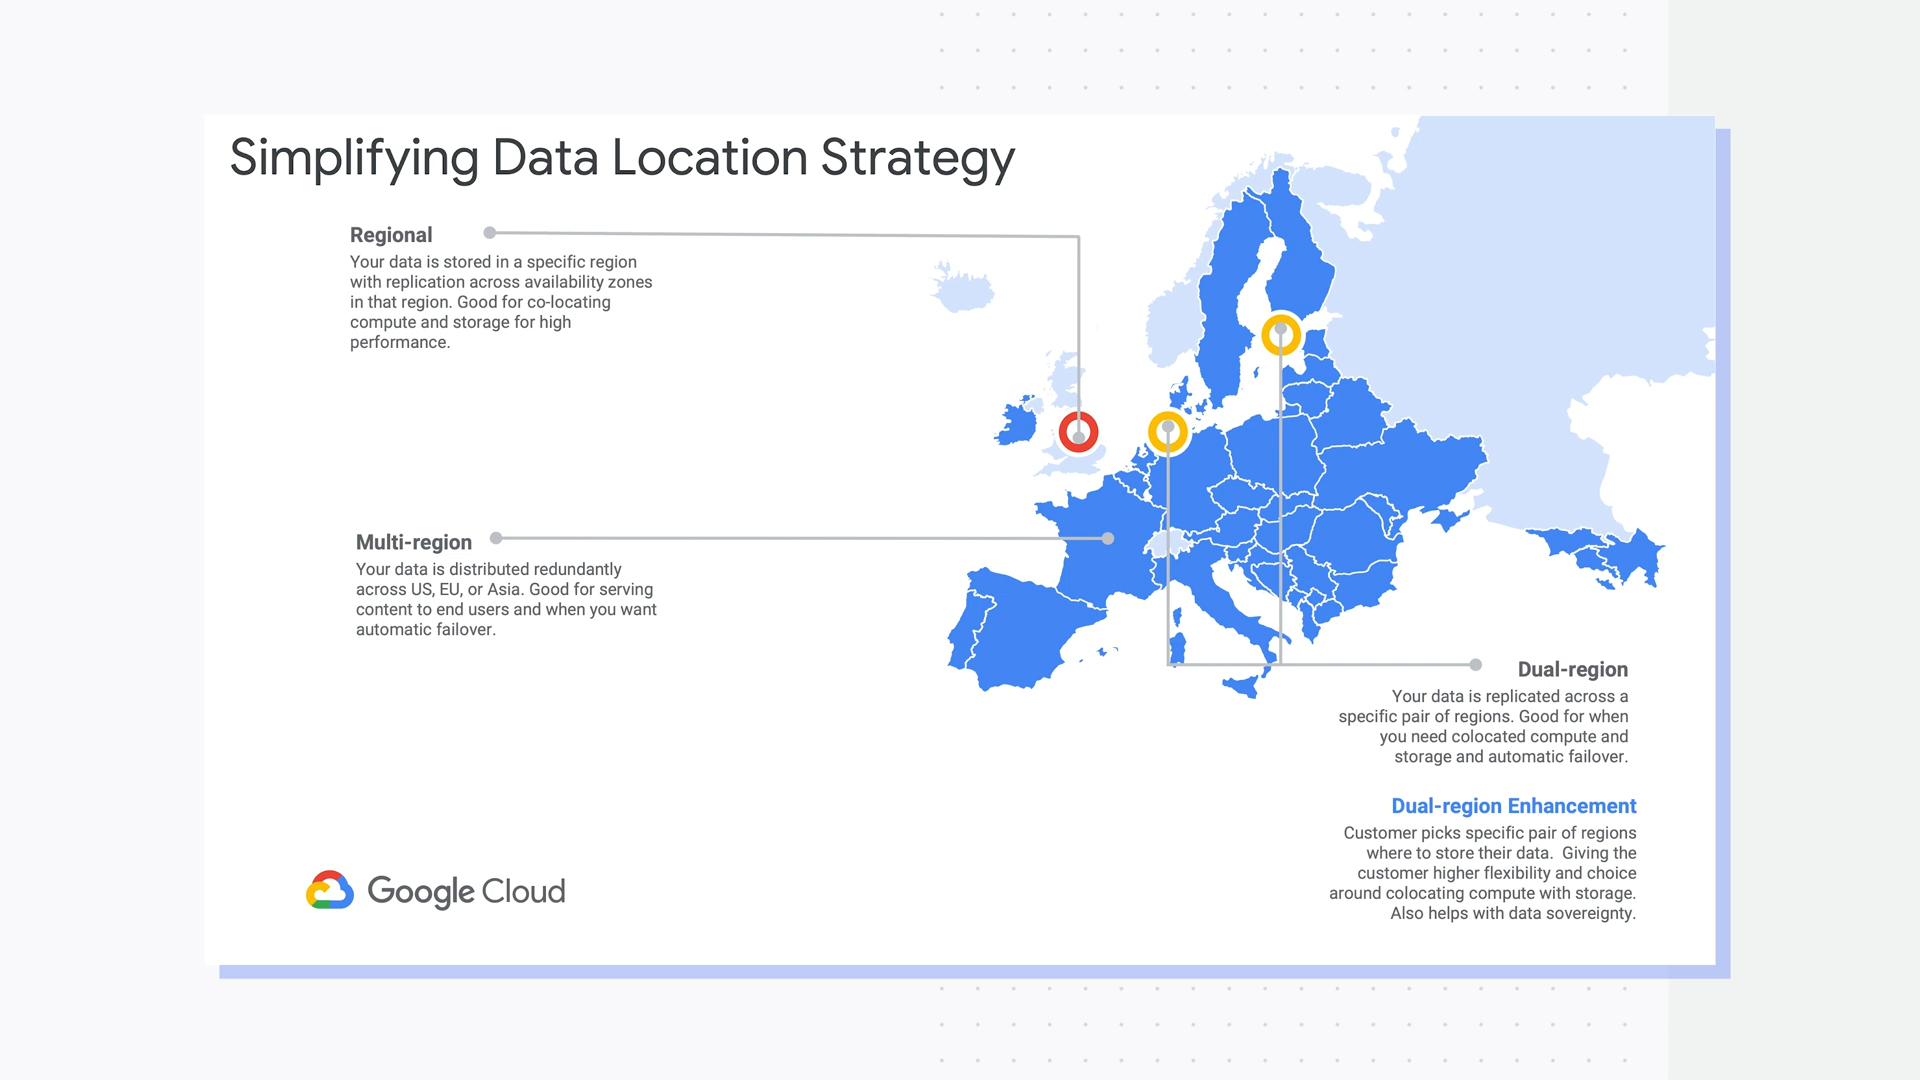 Simplifying Data Location Strategy
Regional
Your data is stored in a specific region
with replication across availability zones
in that region. Good for co-locating
compute and storage for high
performance.
Multi-region
Your data is distributed redundantly
across US, EU, or Asia. Good for serving
content to end users and when you want
automatic failover.
Dual-region
Your data is replicated across a
specific pair of regions. Good for when
you need colocated compute and
storage and automatic failover.
Dual-region Enhancement
Customer picks specific pair of regions
where to store their data.  Giving the
customer higher flexibility and choice
around colocating compute with storage.
Also helps with data sovereignty.
Google Cloud